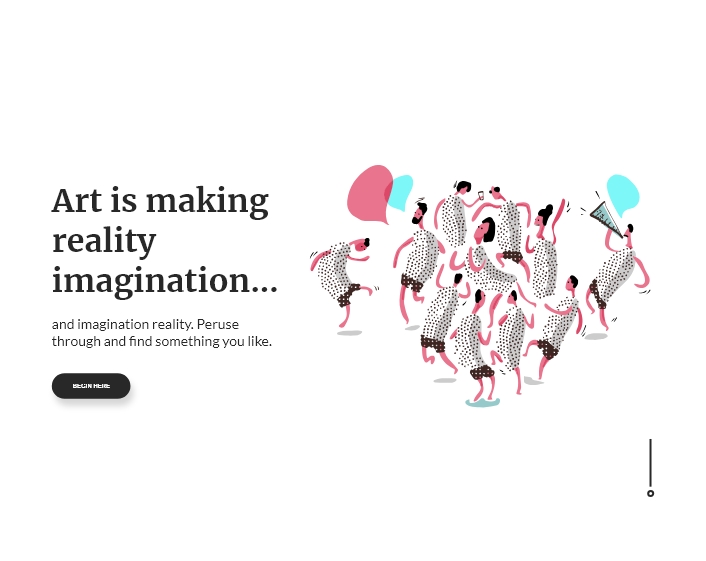 Art is making
reality
imagination...
and imagination reality. Peruse
through and find something you like.
BEGIN HERE